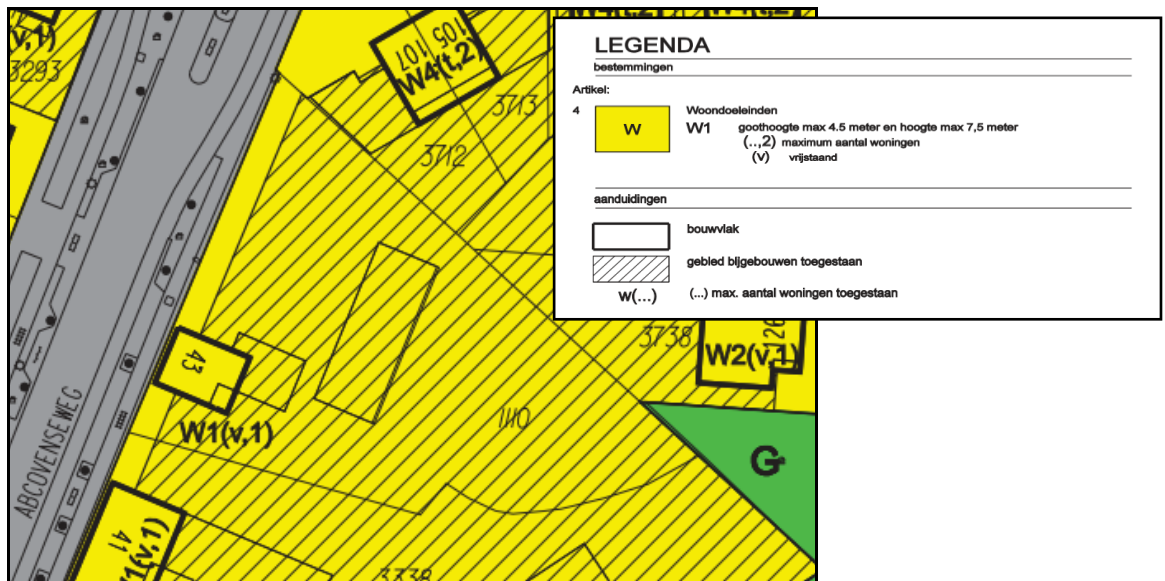 v,1)
3293
105
107
W4(t,2)
3713
3712
43
W1(v,1)
ABCOVENSEWEG
1110
3738
126
W2(v,1)
G
41
1(v,1)
3338
LEGENDA
bestemmingen
Artikel:
4
W
Woondoeleinden
W1 goothoogte max 4.5 meter en hoogte max 7,5 meter
(..,2) maximum aantal woningen
(v) vrijstaand
aanduidingen
bouwvlak
gebied bijgebouwen toegestaan
w(...) (...) max. aantal woningen toegestaan